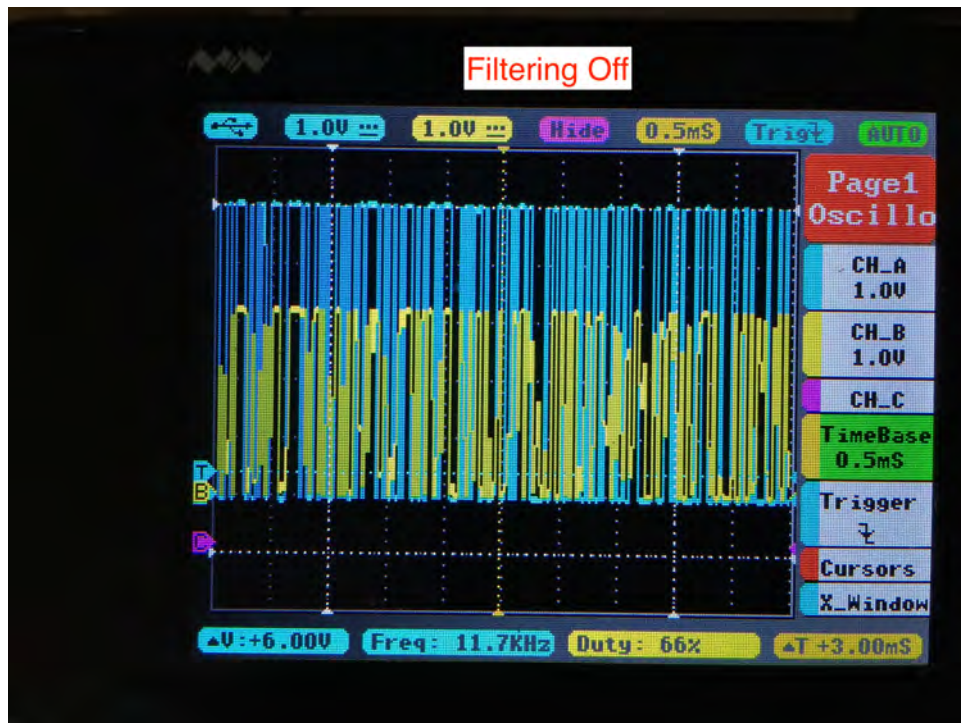 Filtering Off
1.0V 1.0V Hide 0.5mS Trig AUTO
Page1
Oscillo
CH_A
1.0V
CH_B
1.0V
CH_C
TimeBase
0.5mS
Trigger
Cursors
X_Window
T
B
▲V:+6.00V Freq: 11.7KHz Duty: 66% ▲T +3.00mS